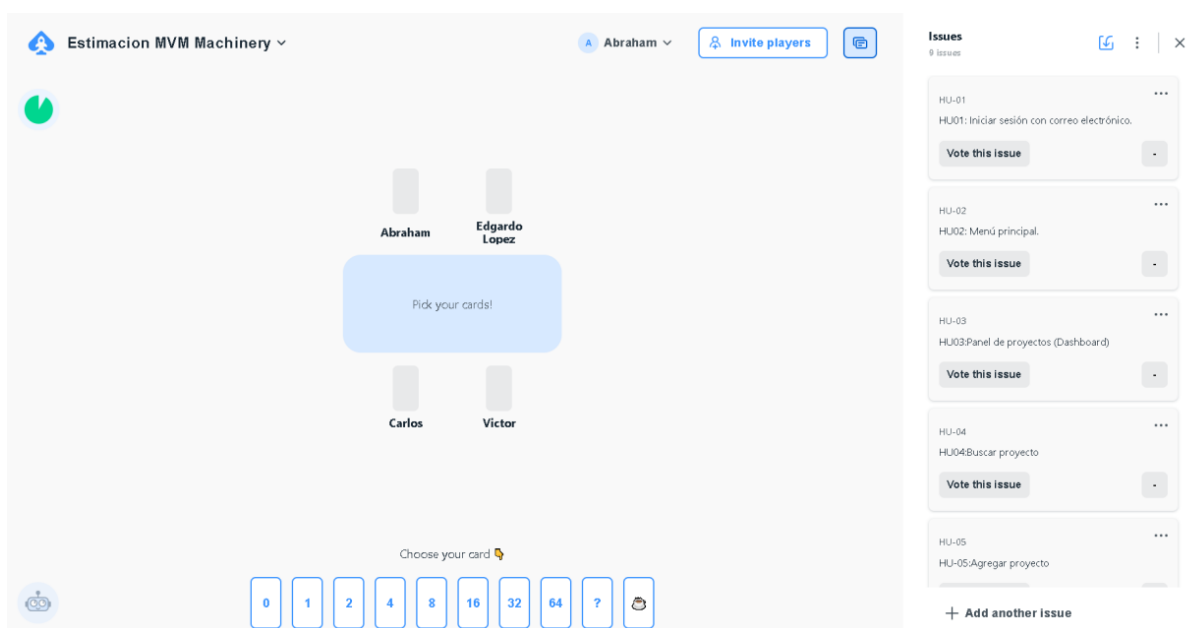 Estimacion MVM Machinery
A Abraham
Invite players
Abraham
Edgardo
Lopez
Pick your cards!
Carlos
Victor
Choose your card
0 1 2 4 8 16 32 64 ?
Issues
9 issues
HU-01
HU01: Iniciar sesión con correo electrónico.
Vote this issue -
HU-02
HU02: Menú principal.
Vote this issue -
HU-03
HU03:Panel de proyectos (Dashboard)
Vote this issue -
HU-04
HU04:Buscar proyecto
Vote this issue -
HU-05
HU-05:Agregar proyecto
Add another issue